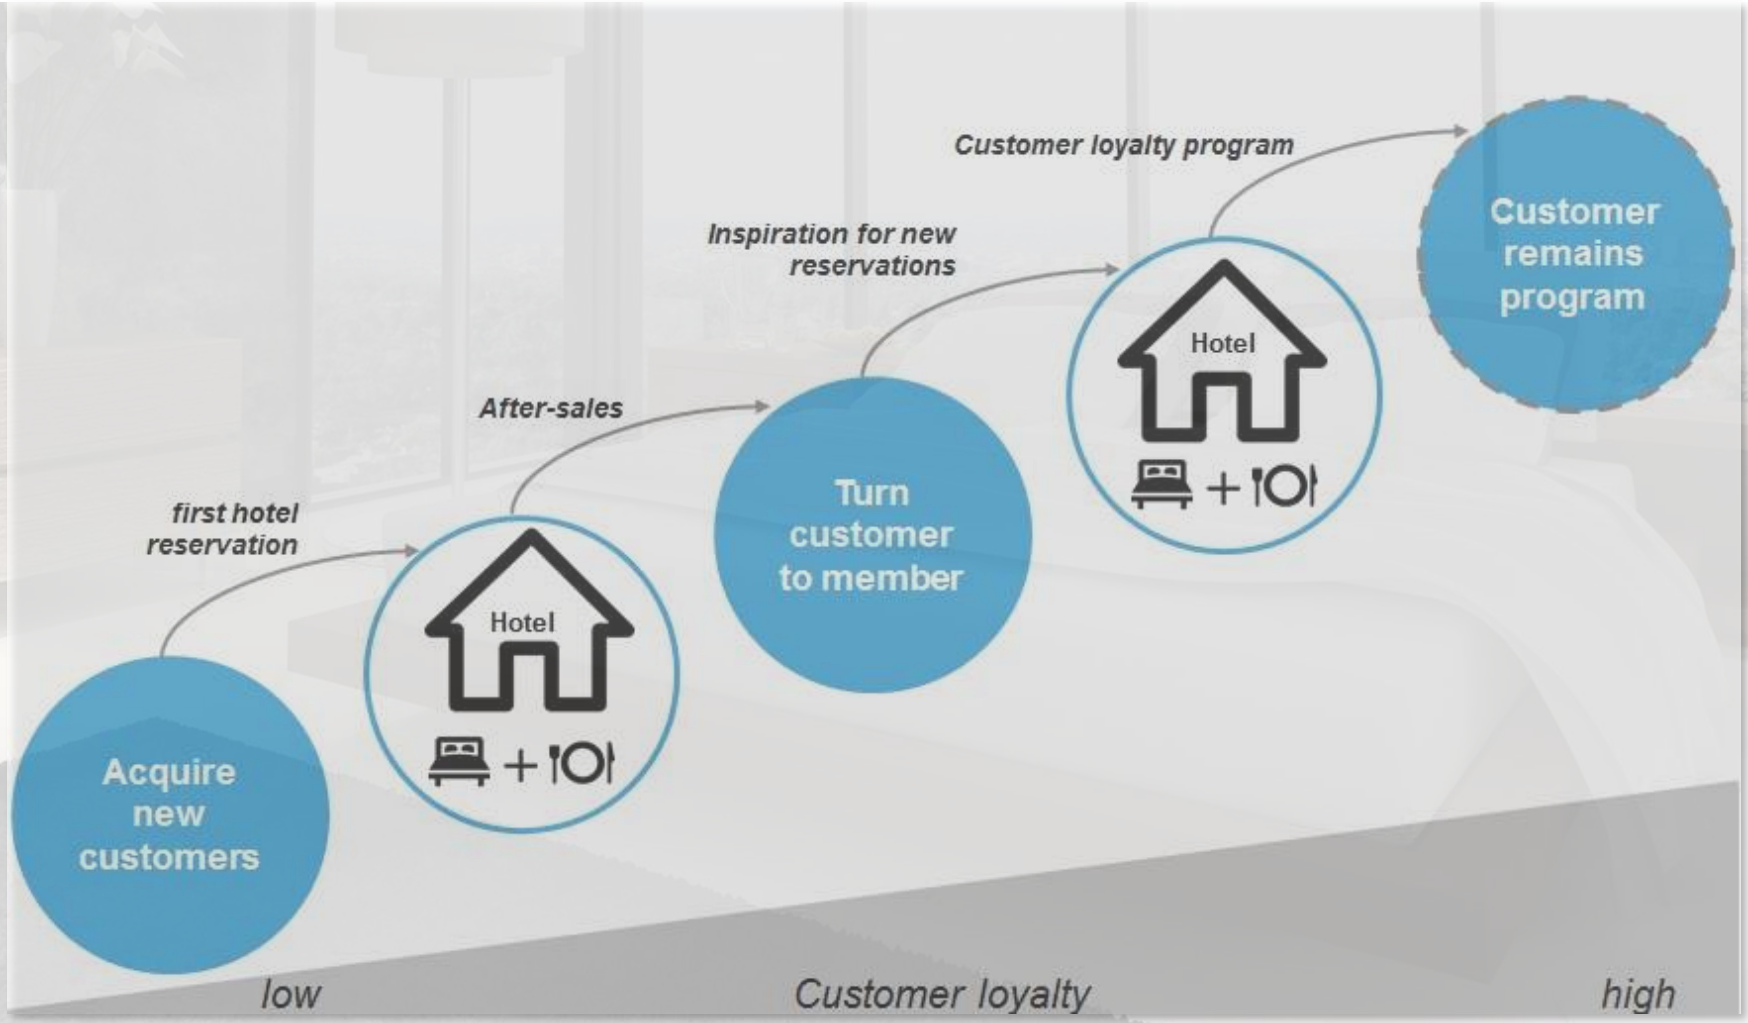 Customer loyalty program
Customer
remains
program
Inspiration for new
reservations
Hotel
After-sales
Turn
customer
to member
first hotel
reservation
Hotel
Acquire
new
customers
low
Customer loyalty
high